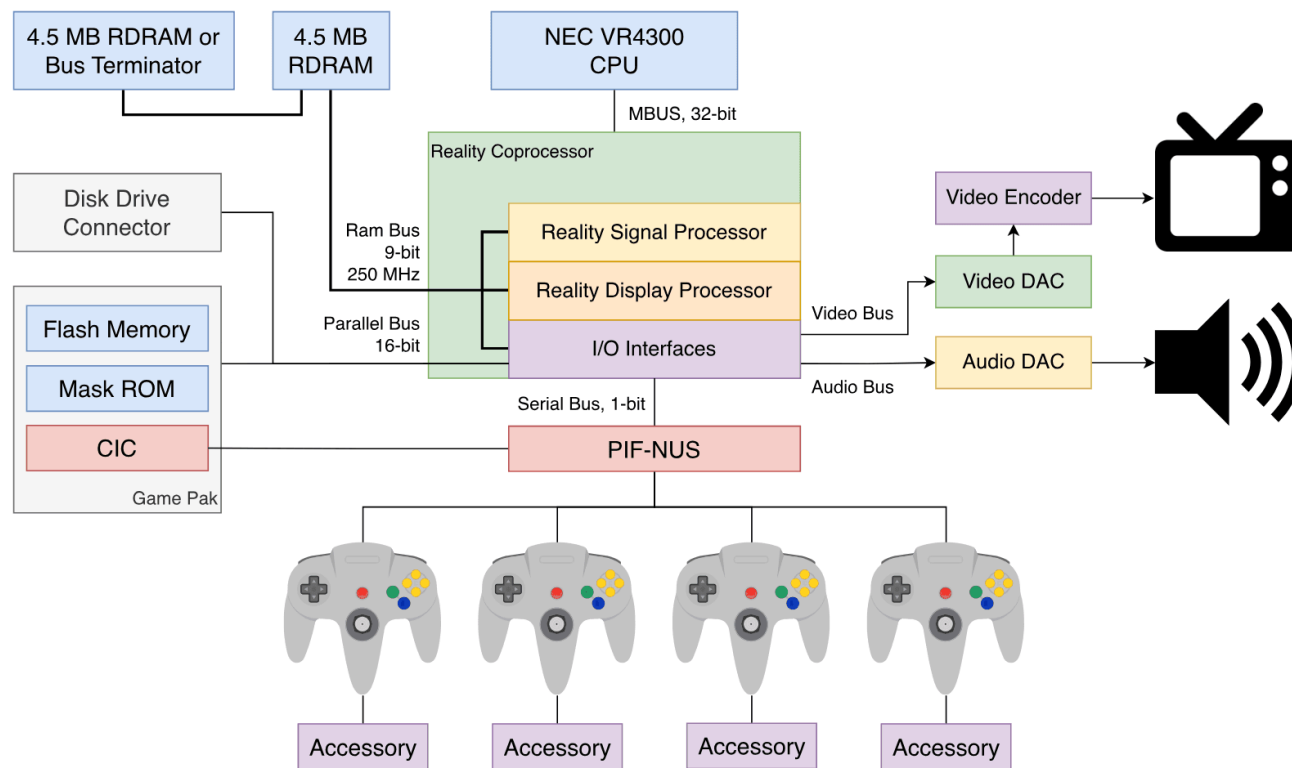 4.5 MB RDRAM or
Bus Terminator
4.5 MB
RDRAM
NEC VR4300
CPU
MBUS, 32-bit
Reality Coprocessor
Disk Drive
Connector
Ram Bus
9-bit
250 MHz
Reality Signal Processor
Reality Display Processor
I/O Interfaces
Video Encoder
Video DAC
Video Bus
Audio DAC
Audio Bus
Parallel Bus
16-bit
Flash Memory
Mask ROM
CIC
Game Pak
Serial Bus, 1-bit
PIF-NUS
Accessory
Accessory
Accessory
Accessory